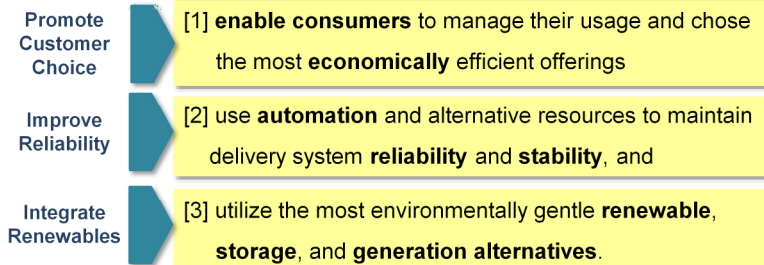 Promote
Customer
Choice
[1] enable consumers to manage their usage and chose
the most economically efficient offerings
Improve
Reliability
[2] use automation and alternative resources to maintain
delivery system reliability and stability, and
Integrate
Renewables
[3] utilize the most environmentally gentle renewable,
storage, and generation alternatives.